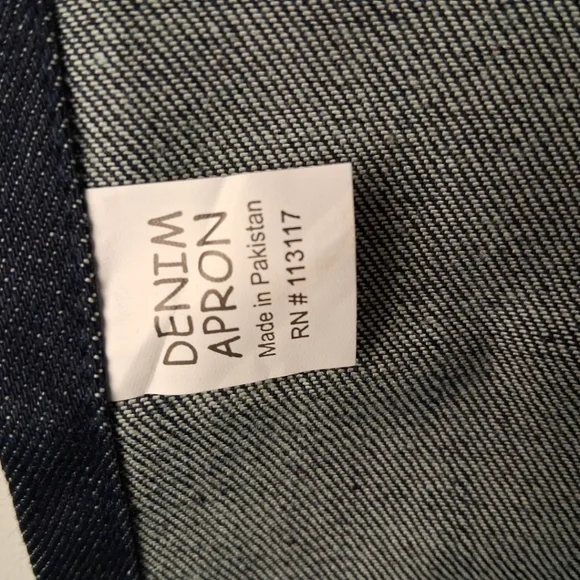 DENIM
APRON
Made in Pakistan
RN # 113117